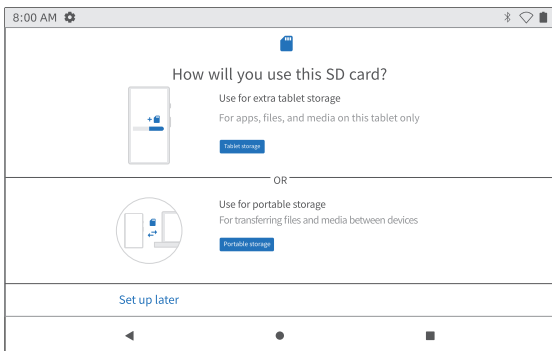 8:00 AM
How will you use this SD card?
Use for extra tablet storage
For apps, files, and media on this tablet only
Tablet storage
OR
Use for portable storage
For transferring files and media between devices
Portable storage
Set up later